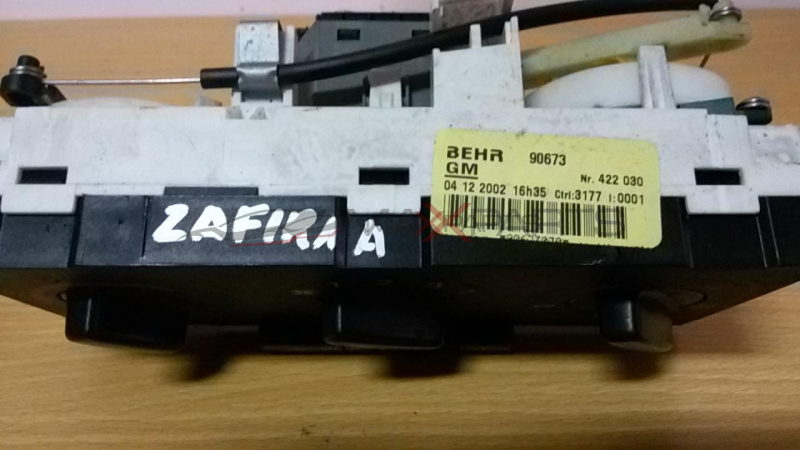 BEHR 90673
GM Nr. 422 030
04 12 2002 16h35 Ctrl:3177 I:0001
ZAFIRA A